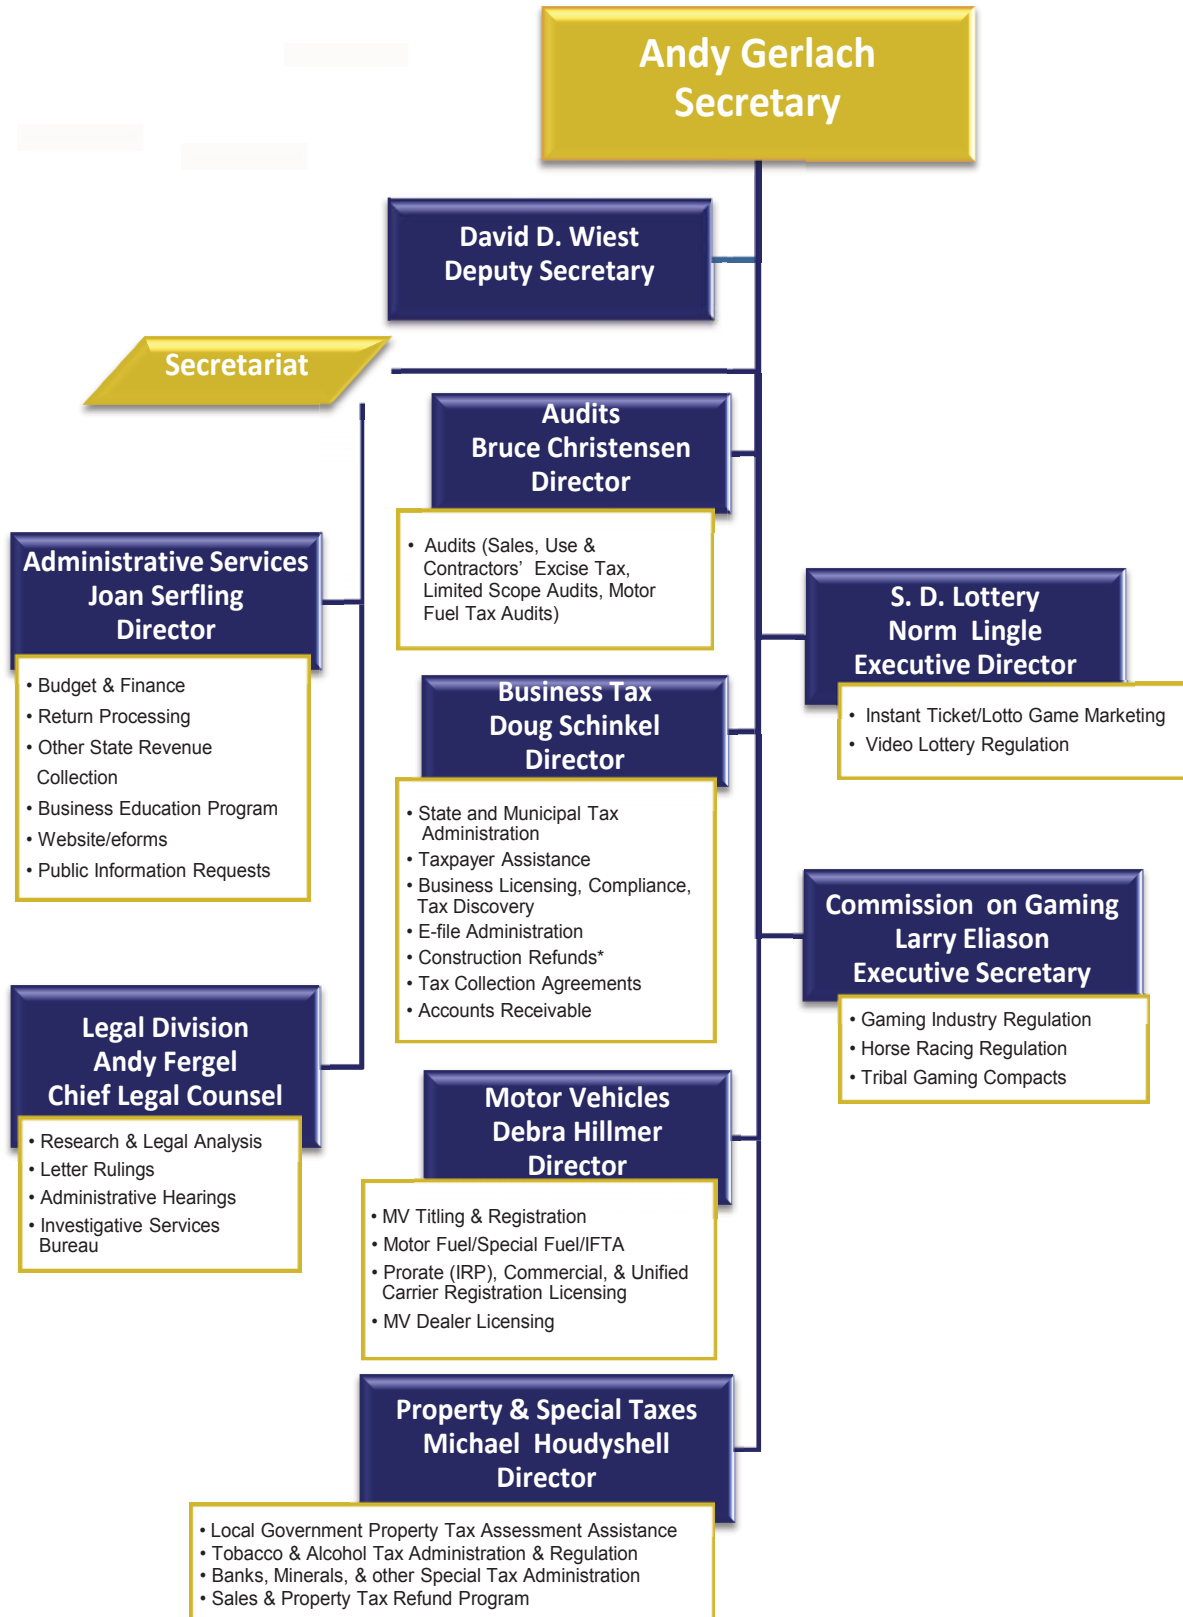 Andy Gerlach
Secretary
David D. Wiest
Deputy Secretary
Secretariat
Audits
Bruce Christensen
Director
• Audits (Sales, Use &
Contractors’ Excise Tax,
Limited Scope Audits, Motor
Fuel Tax Audits)
Administrative Services
Joan Serfling
Director
• Budget & Finance
• Return Processing
• Other State Revenue
Collection
• Business Education Program
• Website/eforms
• Public Information Requests
S. D. Lottery
Norm Lingle
Executive Director
• Instant Ticket/Lotto Game Marketing
• Video Lottery Regulation
Business Tax
Doug Schinkel
Director
• State and Municipal Tax
Administration
• Taxpayer Assistance
• Business Licensing, Compliance,
Tax Discovery
• E-file Administration
• Construction Refunds*
• Tax Collection Agreements
• Accounts Receivable
Commission on Gaming
Larry Eliason
Executive Secretary
• Gaming Industry Regulation
• Horse Racing Regulation
• Tribal Gaming Compacts
Legal Division
Andy Fergel
Chief Legal Counsel
• Research & Legal Analysis
• Letter Rulings
• Administrative Hearings
• Investigative Services
Bureau
Motor Vehicles
Debra Hillmer
Director
• MV Titling & Registration
• Motor Fuel/Special Fuel/IFTA
• Prorate (IRP), Commercial, & Unified
Carrier Registration Licensing
• MV Dealer Licensing
Property & Special Taxes
Michael Houdyshell
Director
• Local Government Property Tax Assessment Assistance
• Tobacco & Alcohol Tax Administration & Regulation
• Banks, Minerals, & other Special Tax Administration
• Sales & Property Tax Refund Program